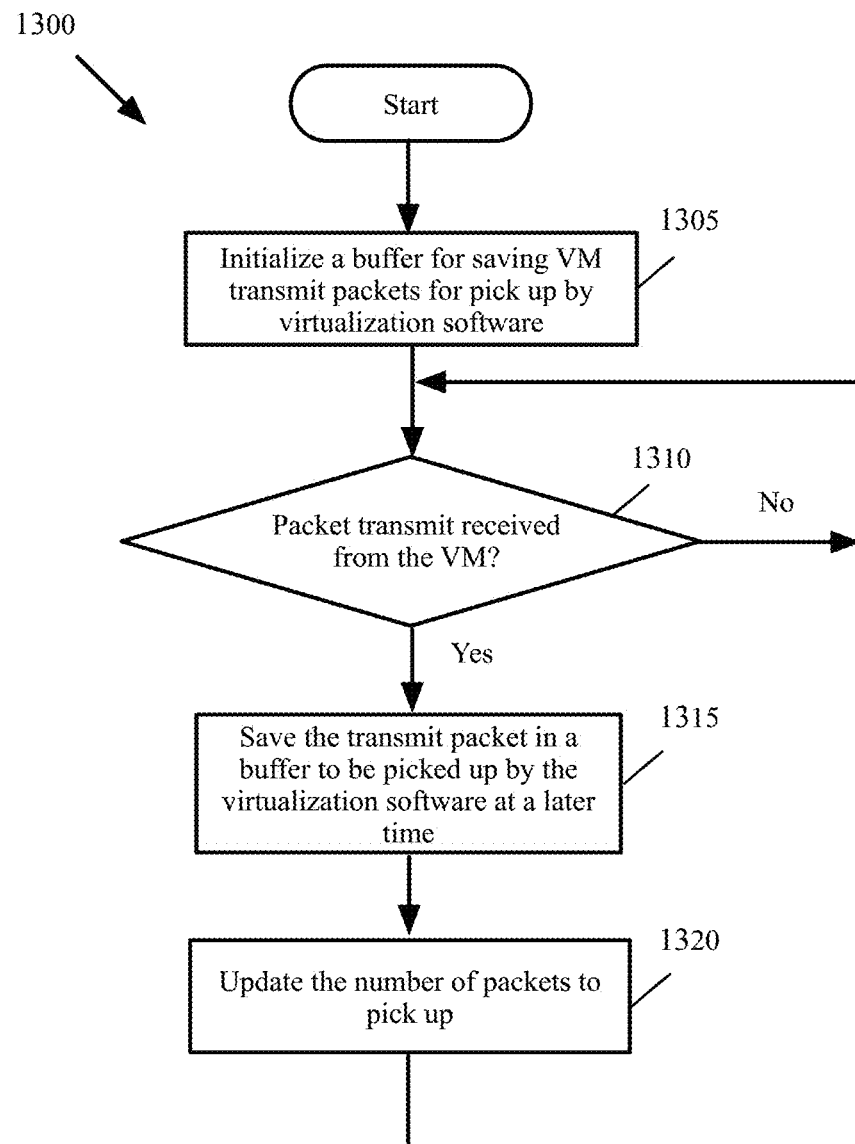 1300
Start
1305
Initialize a buffer for saving VM
transmit packets for pick up by
virtualization software
1310
Packet transmit received
from the VM?
No
Yes
1315
Save the transmit packet in a
buffer to be picked up by the
virtualization software at a later
time
1320
Update the number of packets to
pick up